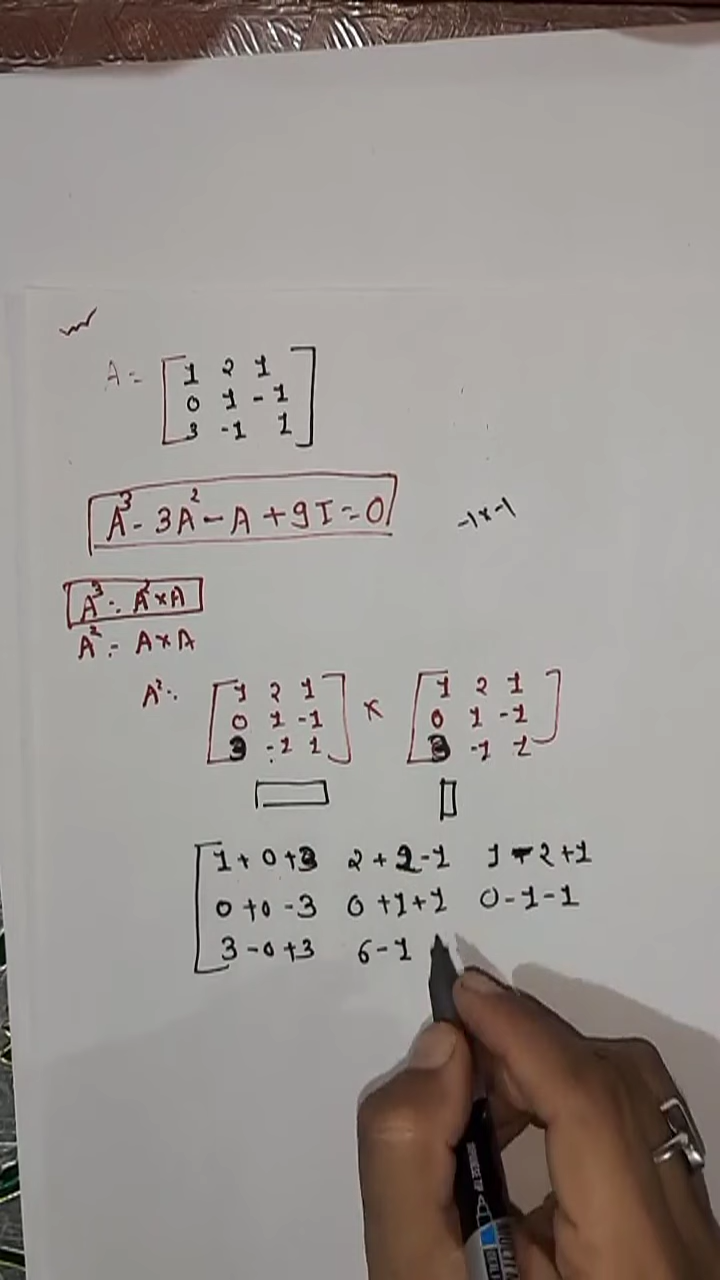 A = [1 2 1
0 1 -1
3 -1 1]
A³ - 3A² - A + 9I = 0
-1 x -1
A³ = A² x A
A² = A x A
A² = [1 2 1 0 1 -1 3 -1 1] x [1 2 1 0 1 -1 3 -1 1]
[1 + 0 + 3 2 + 2 - 1 1 - 2 + 1
0 + 0 - 3 0 + 1 + 1 0 - 1 - 1
3 - 0 + 3 6 - 1